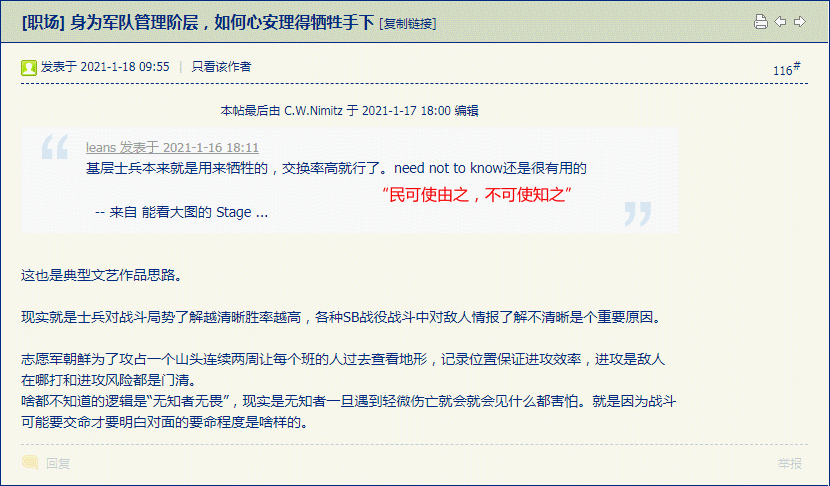 [职场] 身为军队管理阶层，如何心安理得牺牲手下 [复制链接]
发表于 2021-1-18 09:55 | 只看该作者
116#
本帖最后由 C.W.Nimitz 于 2021-1-17 18:00 编辑
leans 发表于 2021-1-16 18:11
基层士兵本来就是用来牺牲的，交换率高就行了。need not to know还是很有用的
“民可使由之，不可使知之”
-- 来自 能看大图的 Stage ...
这也是典型文艺作品思路。
现实就是士兵对战斗局势了解越清晰胜率越高，各种SB战役战斗中对敌人情报了解不清晰是个重要原因。
志愿军朝鲜为了攻占一个山头连续两周让每个班的人过去查看地形，记录位置保证进攻效率，进攻是敌人
在哪打和进攻风险都是门清。
啥都不知道的逻辑是“无知者无畏”，现实是无知者一旦遇到轻微伤亡就会就会见什么都害怕。就是因为战斗
可能要交命才要明白对面的要命程度是啥样的。
回复
举报